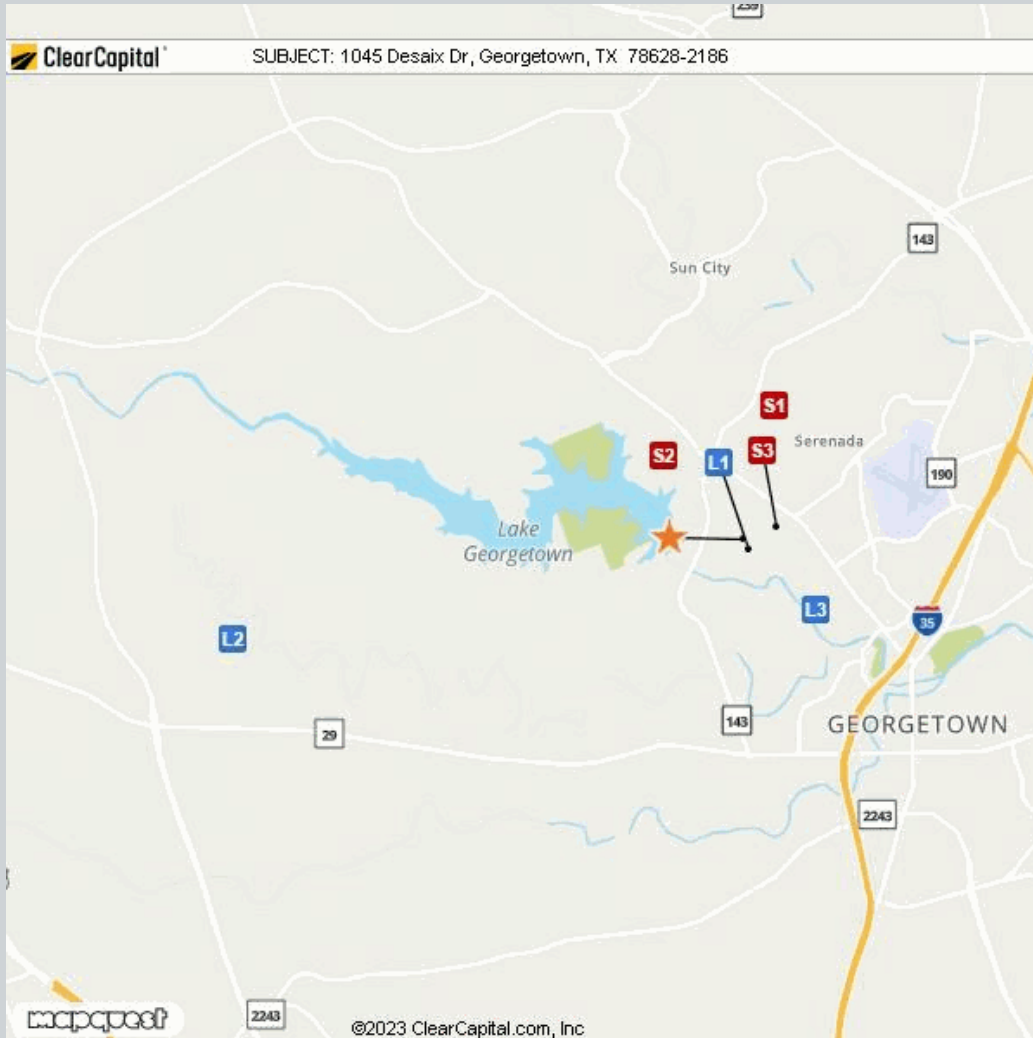 239
ClearCapital SUBJECT: 1045 Desaix Dr, Georgetown, TX 78628-2186
143
Sun City
S1
Serenada
S2
L1
S3
190
Lake
Georgetown
L3
35
L2
143
GEORGETOWN
29
2243
2243
mapquest
©2023 ClearCapital.com, Inc